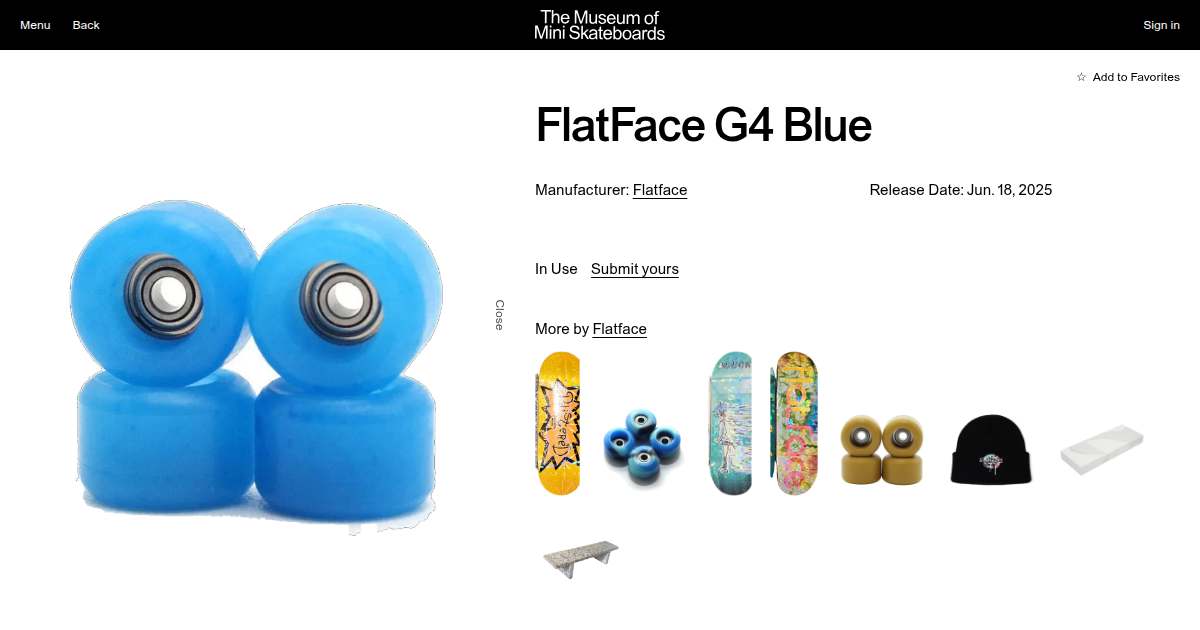 Menu
Back
The Museum of
Mini Skateboards
Sign in
☆ Add to Favorites
FlatFace G4 Blue
Manufacturer: Flatface
Release Date: Jun. 18, 2025
In Use
Submit yours
Close
More by Flatface